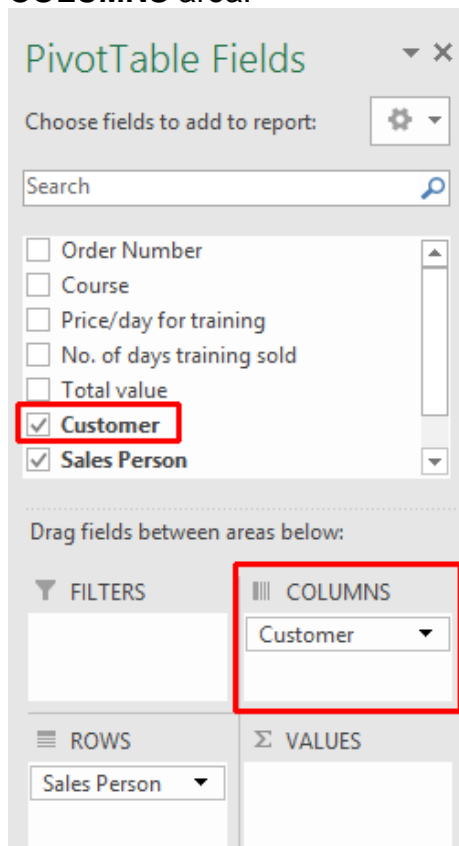 COLUMNS area.
PivotTable Fields
Choose fields to add to report:
Search
Order Number
Course
Price/day for training
No. of days training sold
Total value
Customer
Sales Person
Drag fields between areas below:
FILTERS
COLUMNS
Customer
ROWS
Σ VALUES
Sales Person